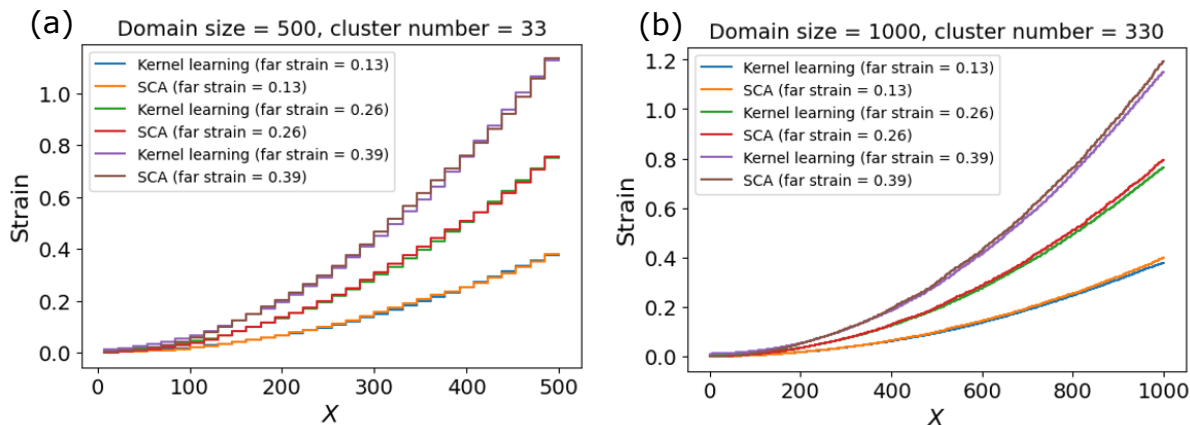 (a)
Domain size = 500, cluster number = 33
Kernel learning (far strain = 0.13)
SCA (far strain = 0.13)
Kernel learning (far strain = 0.26)
SCA (far strain = 0.26)
Kernel learning (far strain = 0.39)
SCA (far strain = 0.39)
Strain
1.0
0.8
0.6
0.4
0.2
0.0
0 100 200 300 400 500
X
(b)
Domain size = 1000, cluster number = 330
Kernel learning (far strain = 0.13)
SCA (far strain = 0.13)
Kernel learning (far strain = 0.26)
SCA (far strain = 0.26)
Kernel learning (far strain = 0.39)
SCA (far strain = 0.39)
Strain
1.2
1.0
0.8
0.6
0.4
0.2
0.0
0 200 400 600 800 1000
X